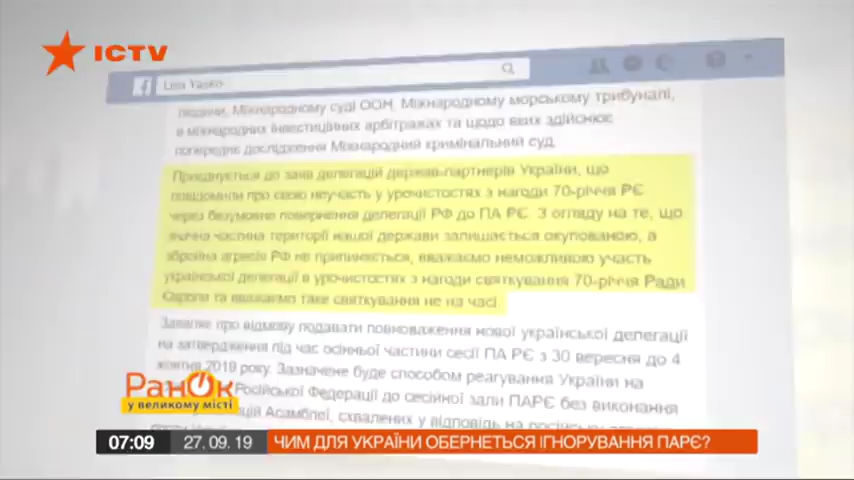 ICTV
Liza Yasko
людини, Міжнародному суді ООН, Міжнародному морському трибуналі,
в міжнародних інвестиційних арбітражах та щодо яких здійснює
попереднє дослідження Міжнародний кримінальний суд.
Приєднується до заяв делегацій держав-партнерів України, що
повідомили про свою неучасть у урочистостях з нагоди 70-річчя РЄ
через безумовне повернення делегації РФ до ПА РЄ. З огляду на те, що
значна частина території нашої держави залишається окупованою, а
збройна агресія РФ не припиняється, вважаємо неможливою участь
української делегації в урочистостях з нагоди святкування 70-річчя Ради
Європи та вважаємо таке святкування не на часі.
Заявляє про відмову подавати повноваження нової української делегації
на затвердження під час осінньої частини сесії ПА РЄ з 30 вересня до 4
жовтня 2019 року. Зазначене буде способом реагування України на
Російської Федерації до сесійної зали ПАРЄ без виконання
Асамблеї, схвалених у відповідь на російську
РАНОК
У ВЕЛИКОМУ МІСТІ
07:09 27.09.19 ЧИМ ДЛЯ УКРАЇНИ ОБЕРНЕТЬСЯ ІГНОРУВАННЯ ПАРЄ?